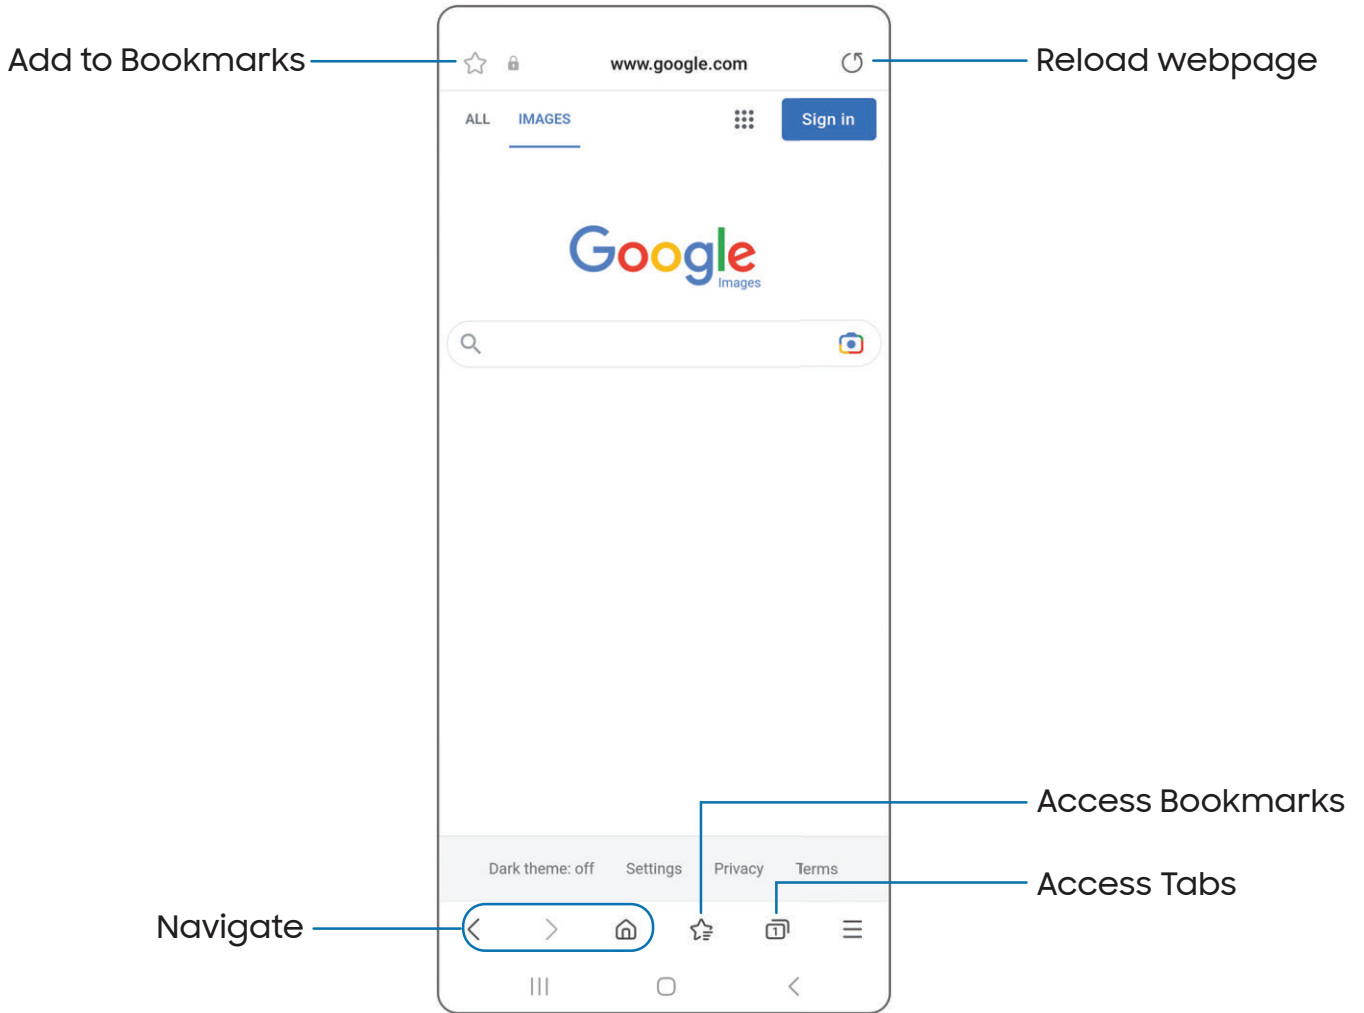 Add to Bookmarks
www.google.com
Reload webpage
ALL IMAGES
Sign in
Google
Images
Access Bookmarks
Dark theme: off Settings Privacy Terms
Access Tabs
Navigate
1